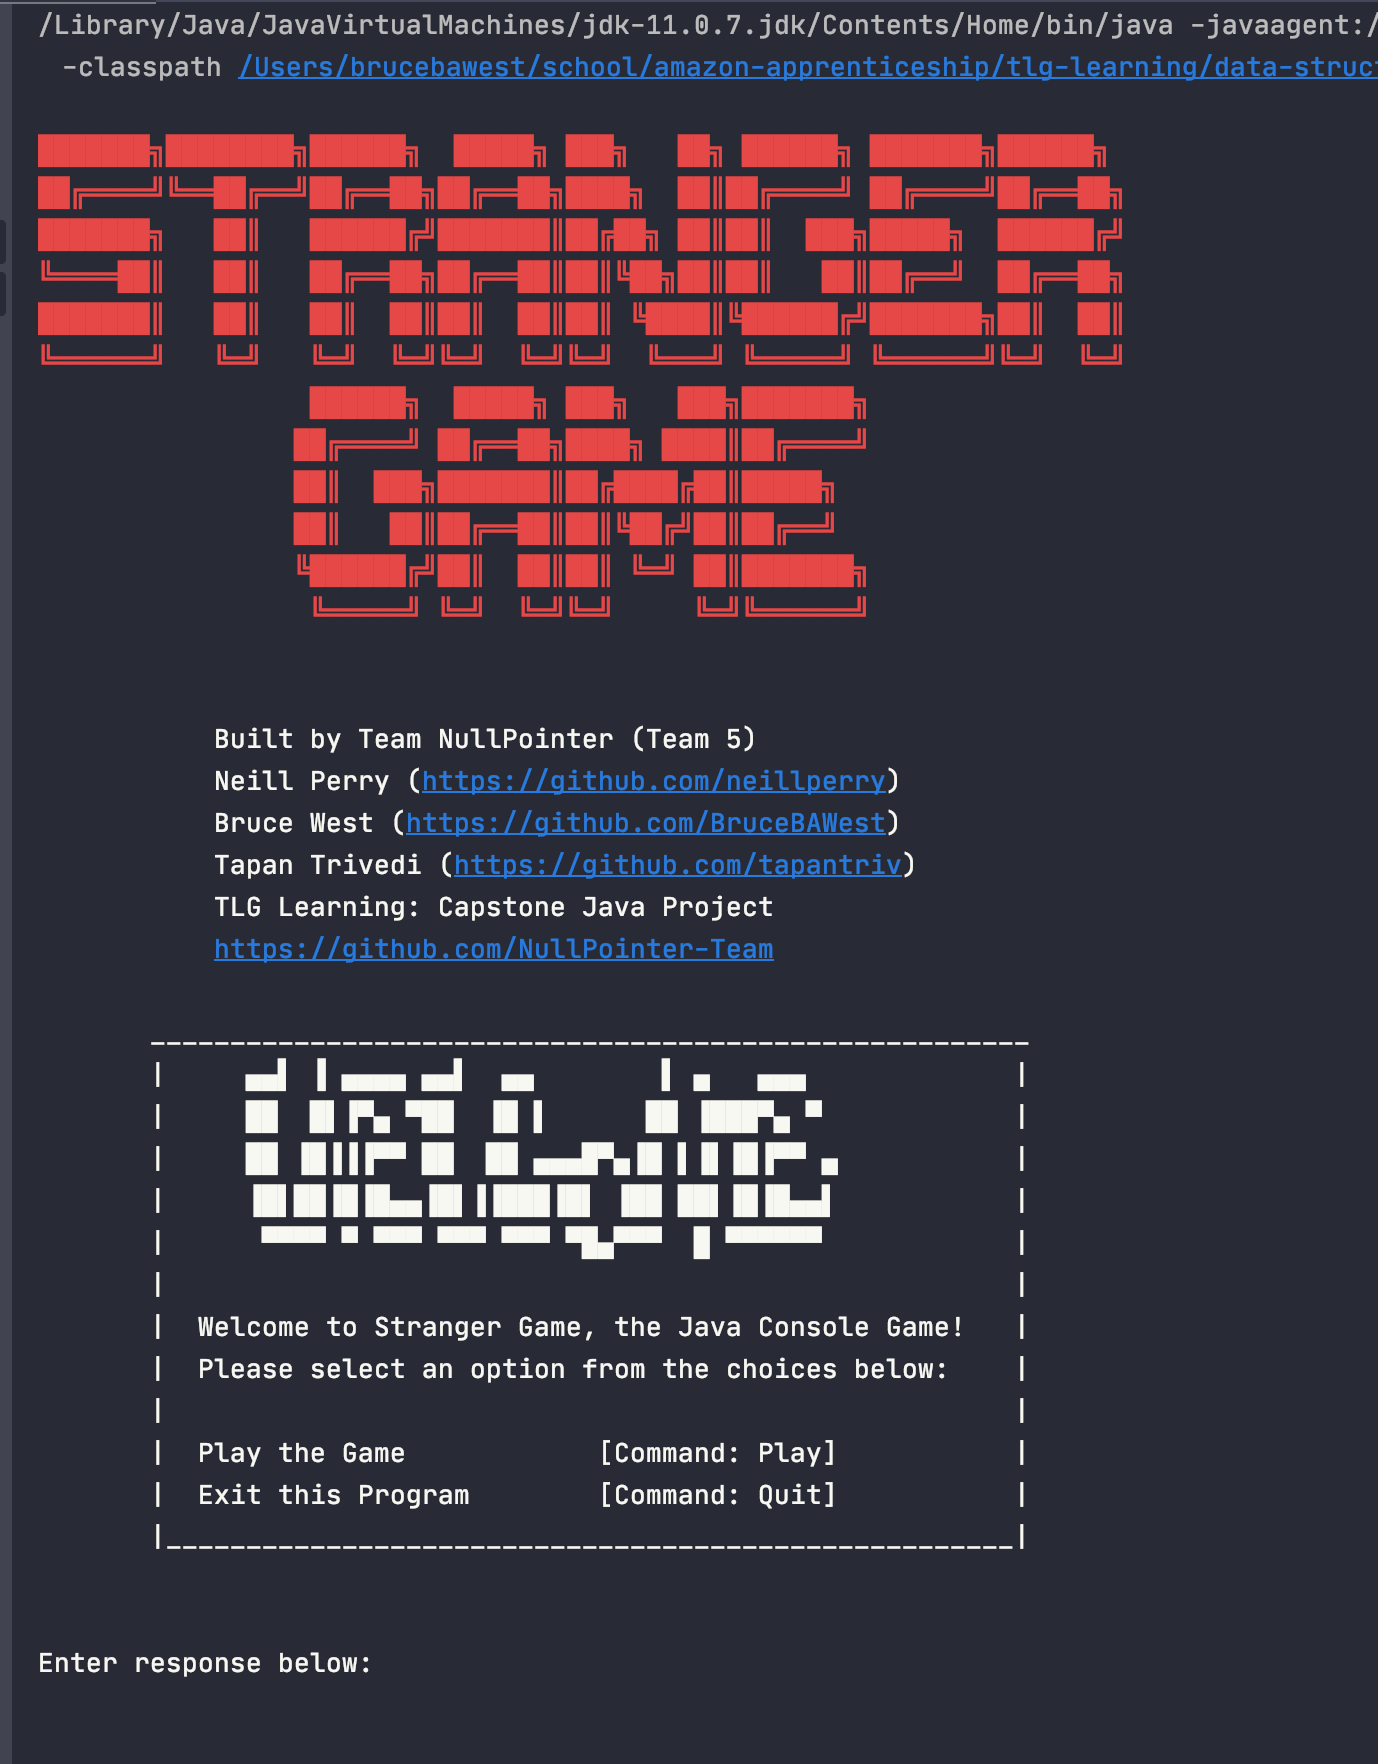 /Library/Java/JavaVirtualMachines/jdk-11.0.7.jdk/Contents/Home/bin/java -javaagent:/
-classpath /Users/brucebawest/school/amazon-apprenticeship/tlg-learning/data-struct
STRANGER
GAME
Built by Team NullPointer (Team 5)
Neill Perry (https://github.com/neillperry)
Bruce West (https://github.com/BruceBAWest)
Tapan Trivedi (https://github.com/tapantriv)
TLG Learning: Capstone Java Project
https://github.com/NullPointer-Team
Welcome
Welcome to Stranger Game, the Java Console Game!
Please select an option from the choices below:
Play the Game [Command: Play]
Exit this Program [Command: Quit]
Enter response below: